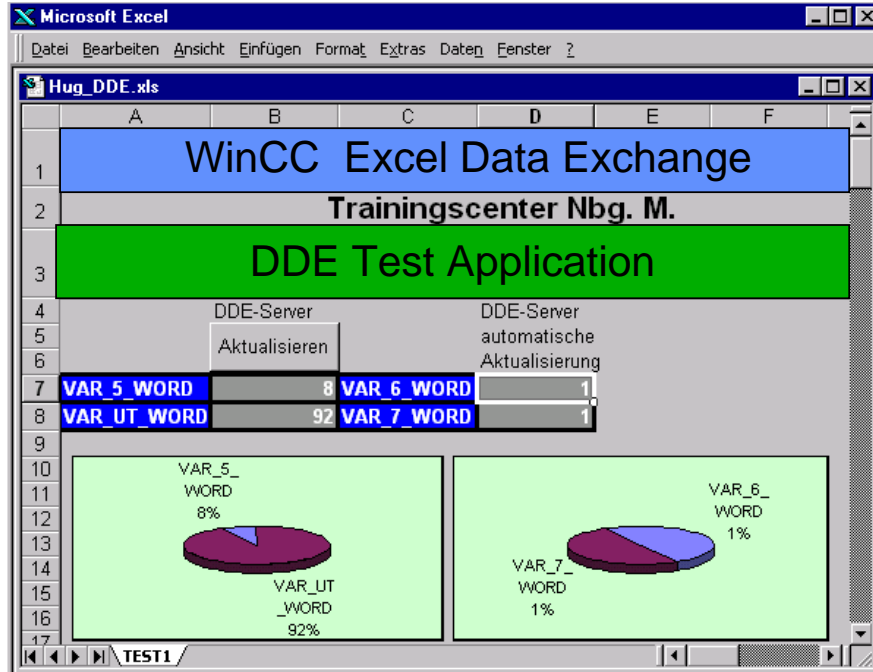 Microsoft Excel
Datei Bearbeiten Ansicht Einfügen Format Extras Daten Fenster ?
Hug_DDE.xls
A B C D E F
1 WinCC Excel Data Exchange
2 Trainingscenter Nbg. M.
3 DDE Test Application
4 DDE-Server DDE-Server
5 automatische
Aktualisieren
6 Aktualisierung
7 VAR_5_WORD 8 VAR_6_WORD 1
8 VAR_UT_WORD 92 VAR_7_WORD 1
9
10
11
12
13
14
15
16
17
VAR_5_
WORD
8%
VAR_UT
_WORD
92%
VAR_6_
WORD
1%
VAR_7_
WORD
1%
TEST1